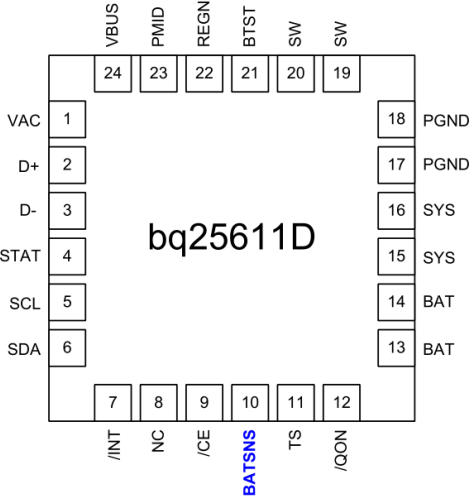 VBUS PMID REGN BTST SW SW
24 23 22 21 20 19
VAC 1 18 PGND
D+ 2 17 PGND
D- 3 16 SYS
bq25611D
STAT 4 15 SYS
SCL 5 14 BAT
SDA 6 13 BAT
7 8 9 10 11 12
/INT NC /CE BATSNS TS /QON